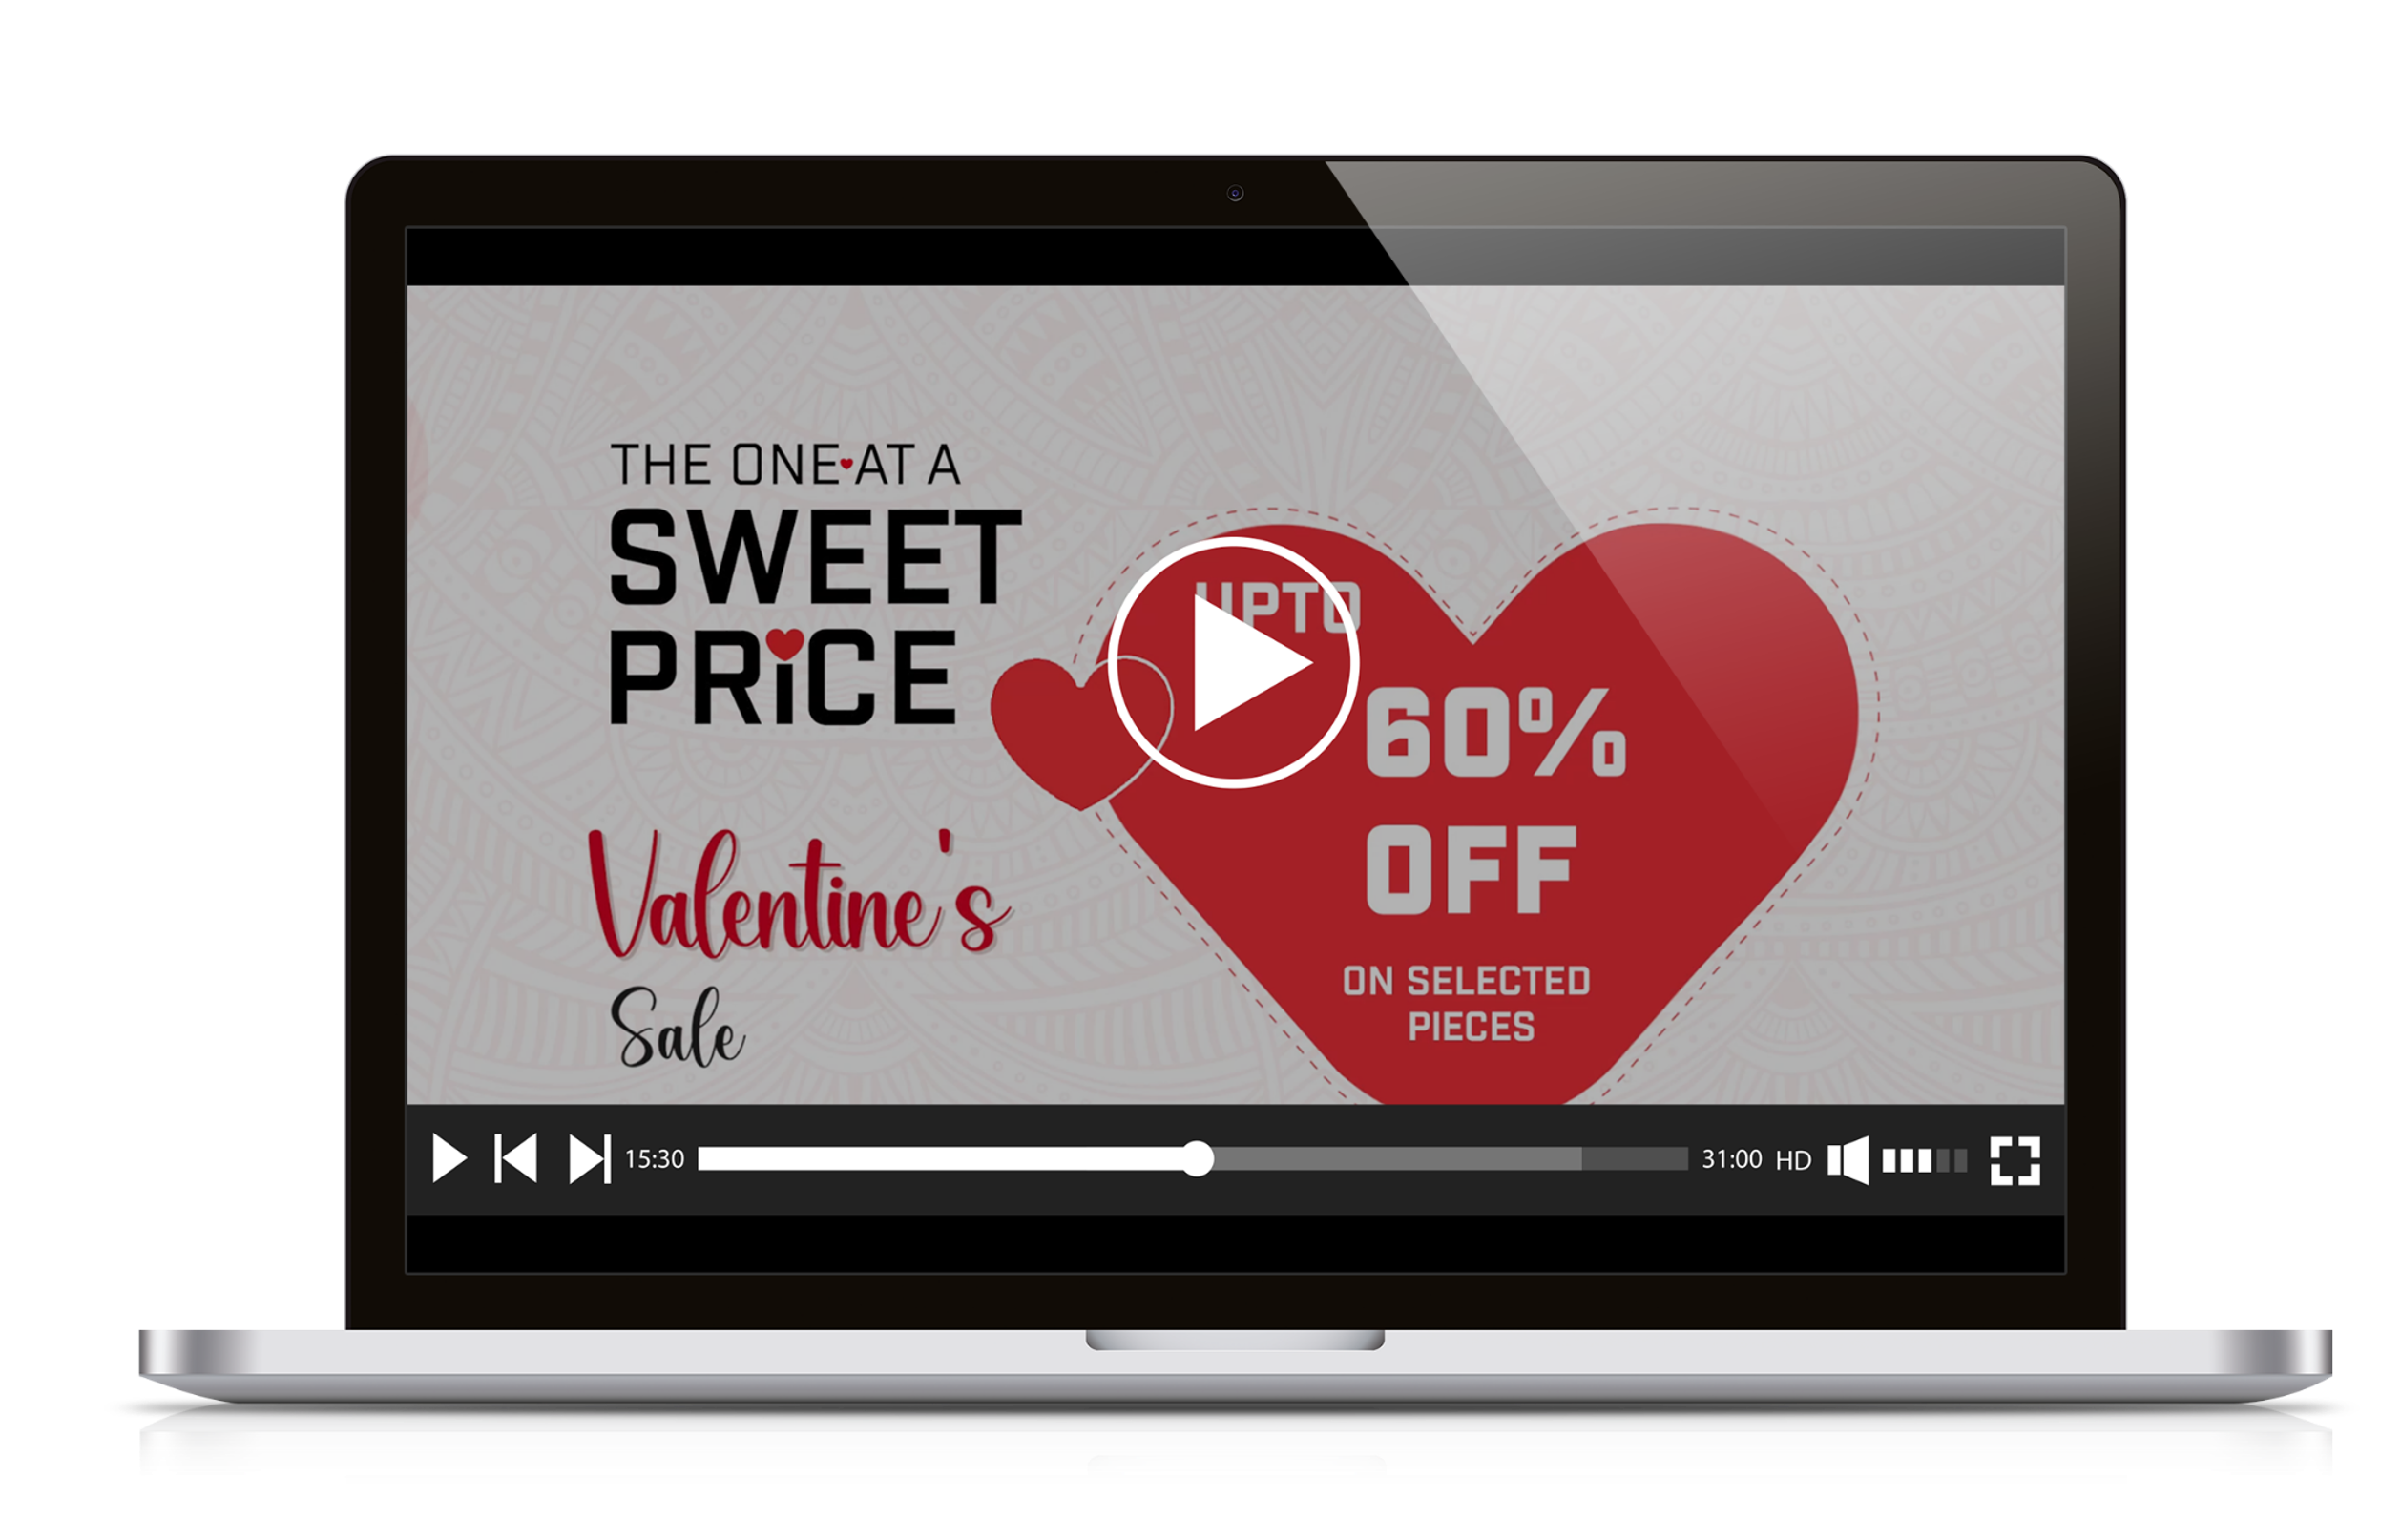 THE ONE AT A
SWEET
PRiCE
Valentine's
Sale
UPTO
60%
OFF
ON SELECTED
PIECES
15:30
31:00 HD